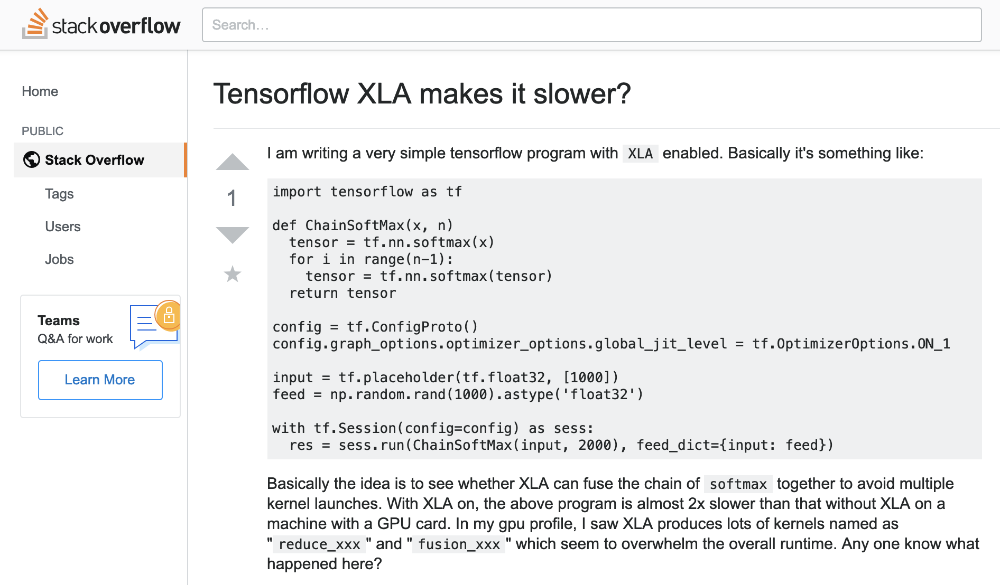 stackoverflow
Search…
Home
PUBLIC
Stack Overflow
Tags
Users
Jobs
Teams
Q&A for work
Learn More
Tensorflow XLA makes it slower?
1
I am writing a very simple tensorflow program with XLA enabled. Basically it's something like:
import tensorflow as tf
def ChainSoftMax(x, n)
  tensor = tf.nn.softmax(x)
  for i in range(n-1):
    tensor = tf.nn.softmax(tensor)
  return tensor
config = tf.ConfigProto()
config.graph_options.optimizer_options.global_jit_level = tf.OptimizerOptions.ON_1
input = tf.placeholder(tf.float32, [1000])
feed = np.random.rand(1000).astype('float32')
with tf.Session(config=config) as sess:
  res = sess.run(ChainSoftMax(input, 2000), feed_dict={input: feed})
Basically the idea is to see whether XLA can fuse the chain of softmax together to avoid multiple
kernel launches. With XLA on, the above program is almost 2x slower than that without XLA on a
machine with a GPU card. In my gpu profile, I saw XLA produces lots of kernels named as
"reduce_xxx" and "fusion_xxx" which seem to overwhelm the overall runtime. Any one know what
happened here?